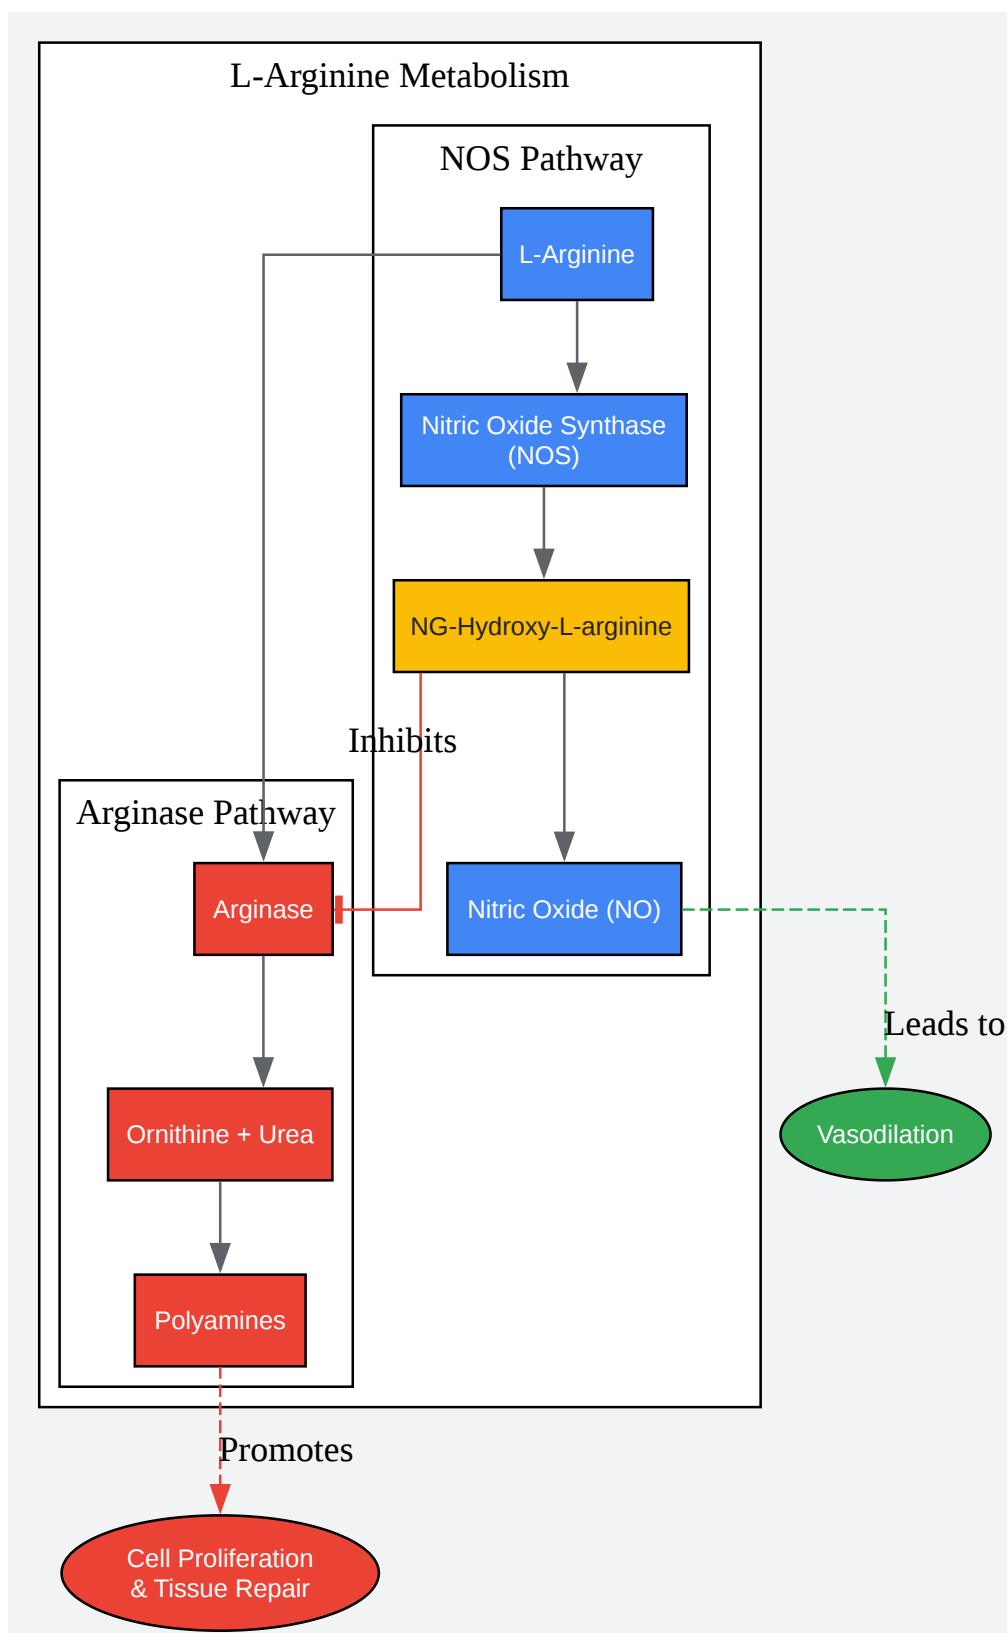 L-Arginine Metabolism
NOS Pathway
L-Arginine
Nitric Oxide Synthase
(NOS)
NG-Hydroxy-L-arginine
Inhibits
Arginase Pathway
Arginase
Nitric Oxide (NO)
Leads to
Ornithine + Urea
Vasodilation
Polyamines
Promotes
Cell Proliferation
& Tissue Repair